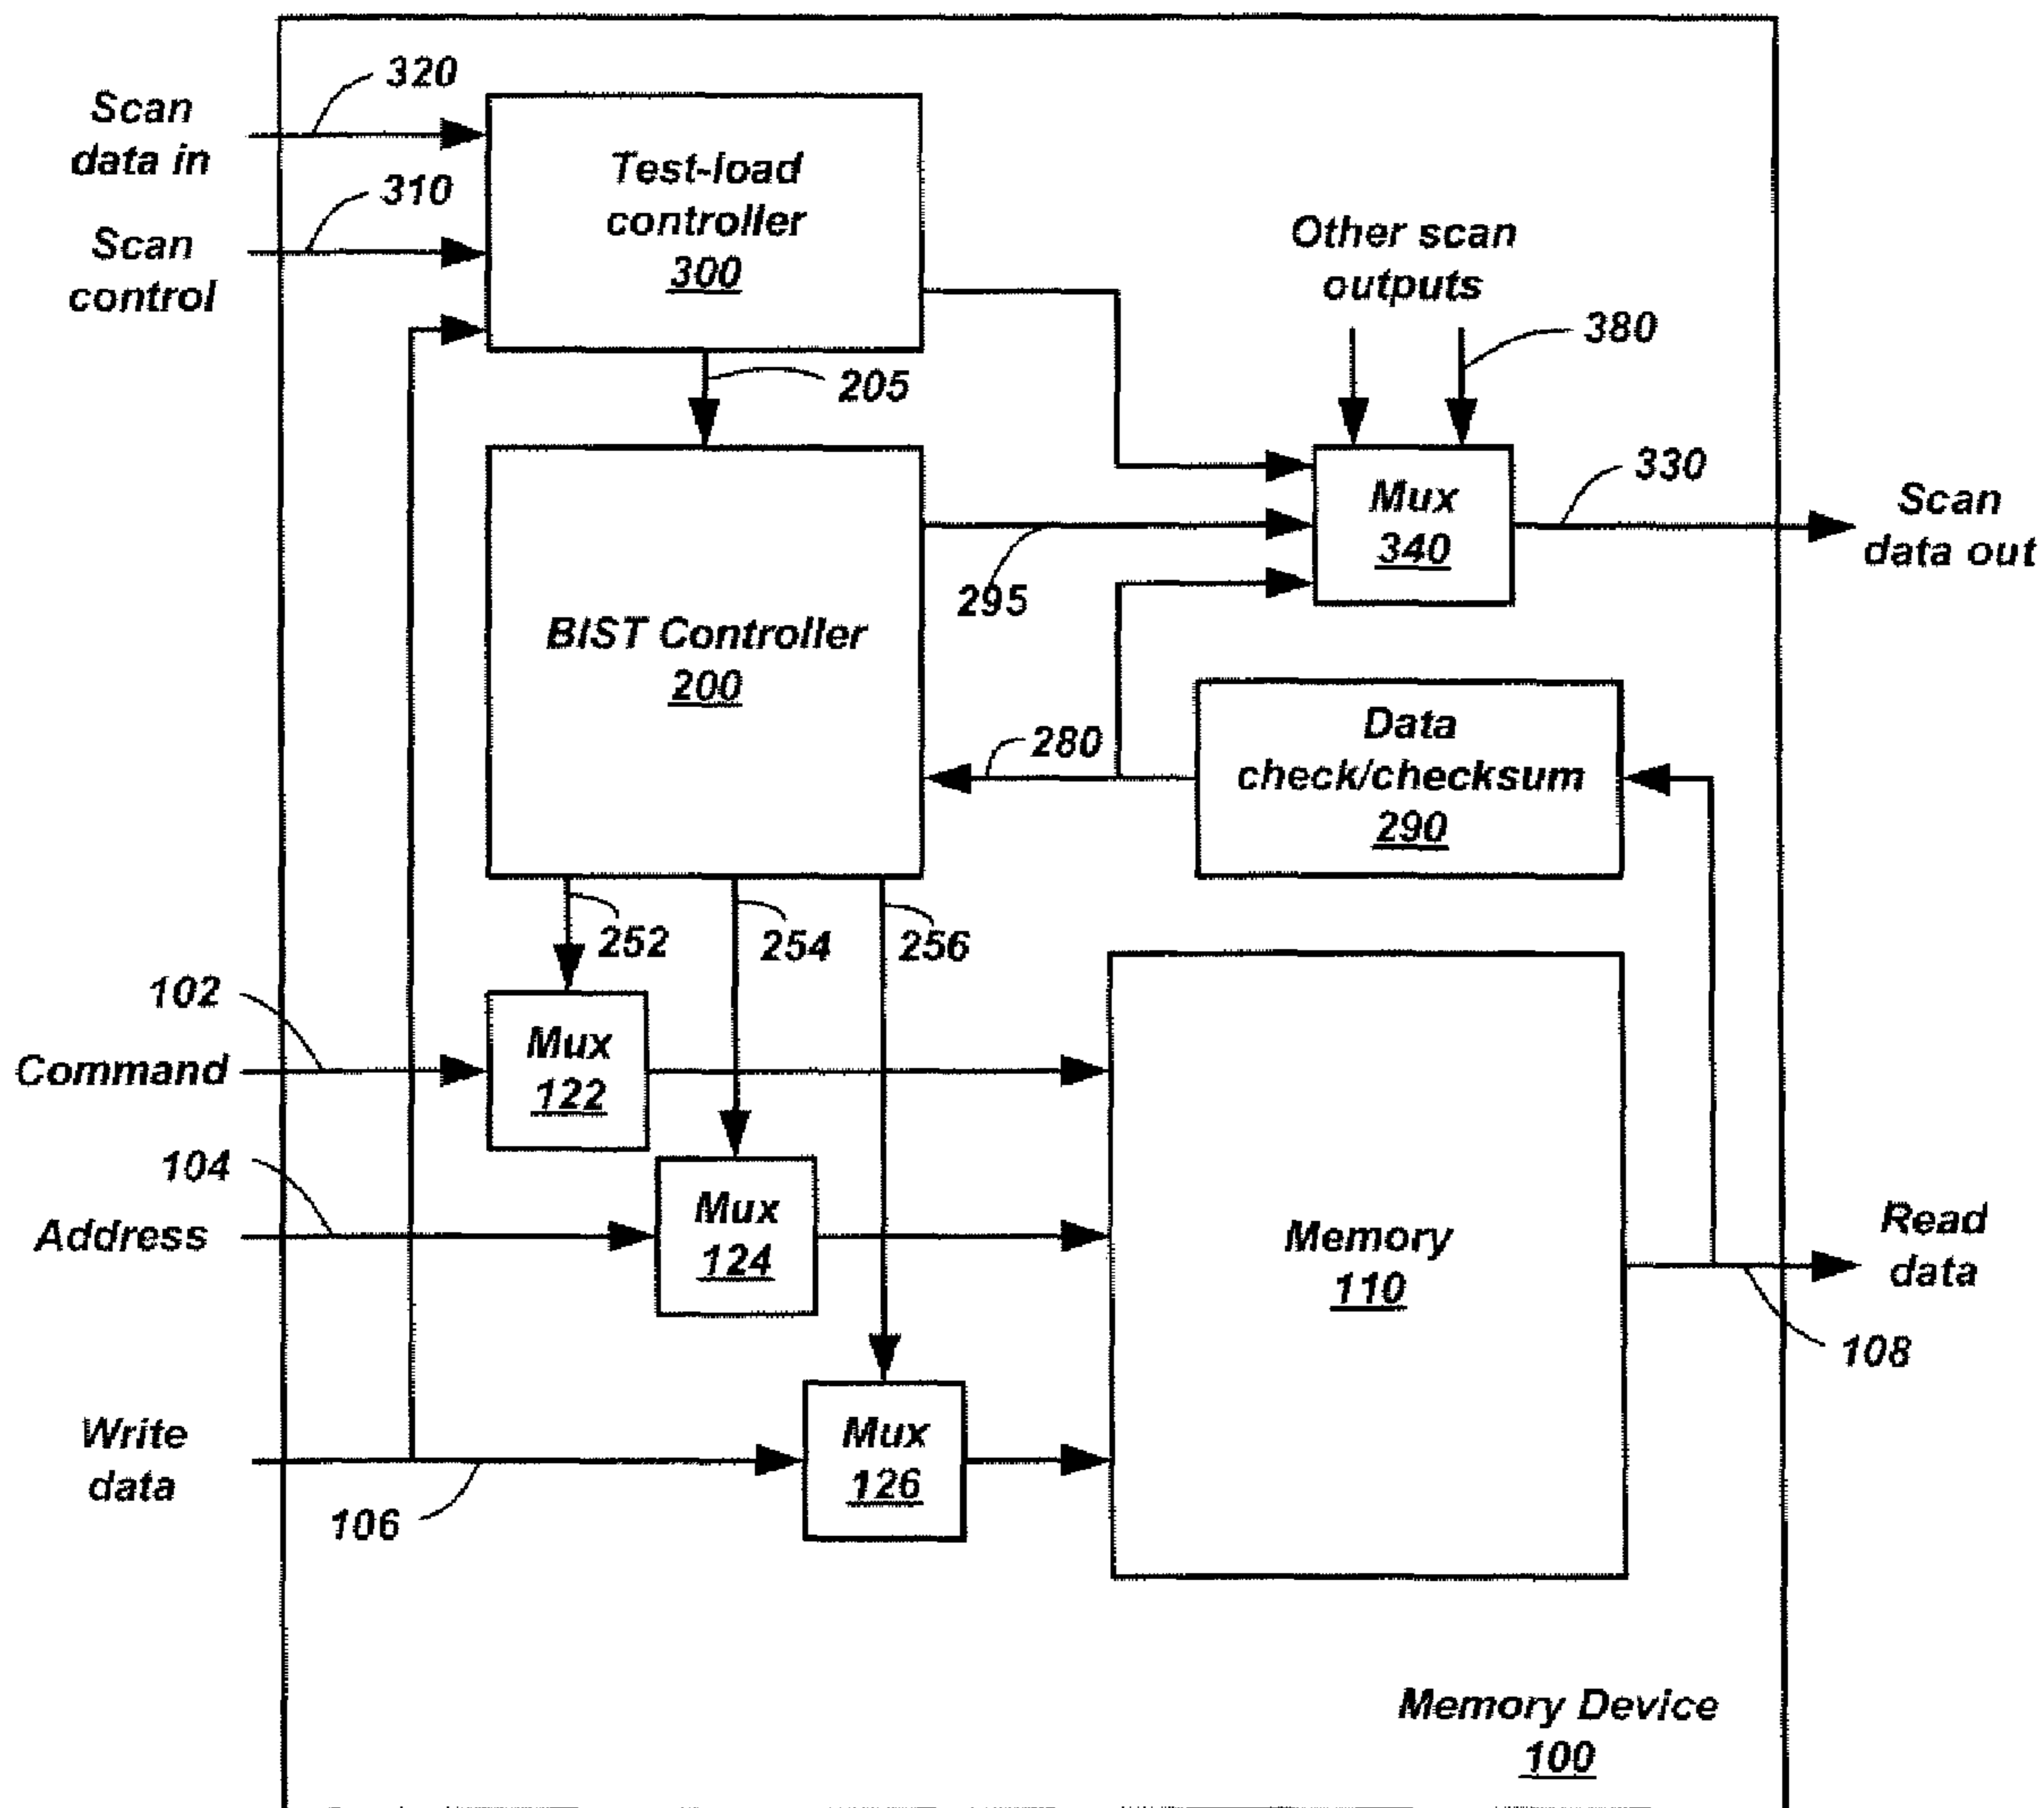 320
Scan
data in
310
Scan
control
Test-load
controller
300
Other scan
outputs
380
205
330
Mux
340
Scan
data out
295
BIST Controller
200
280
Data
check/checksum
290
252
254
256
102
Command
Mux
122
104
Address
Mux
124
Memory
110
Read
data
108
Write
data
106
Mux
126
Memory Device
100